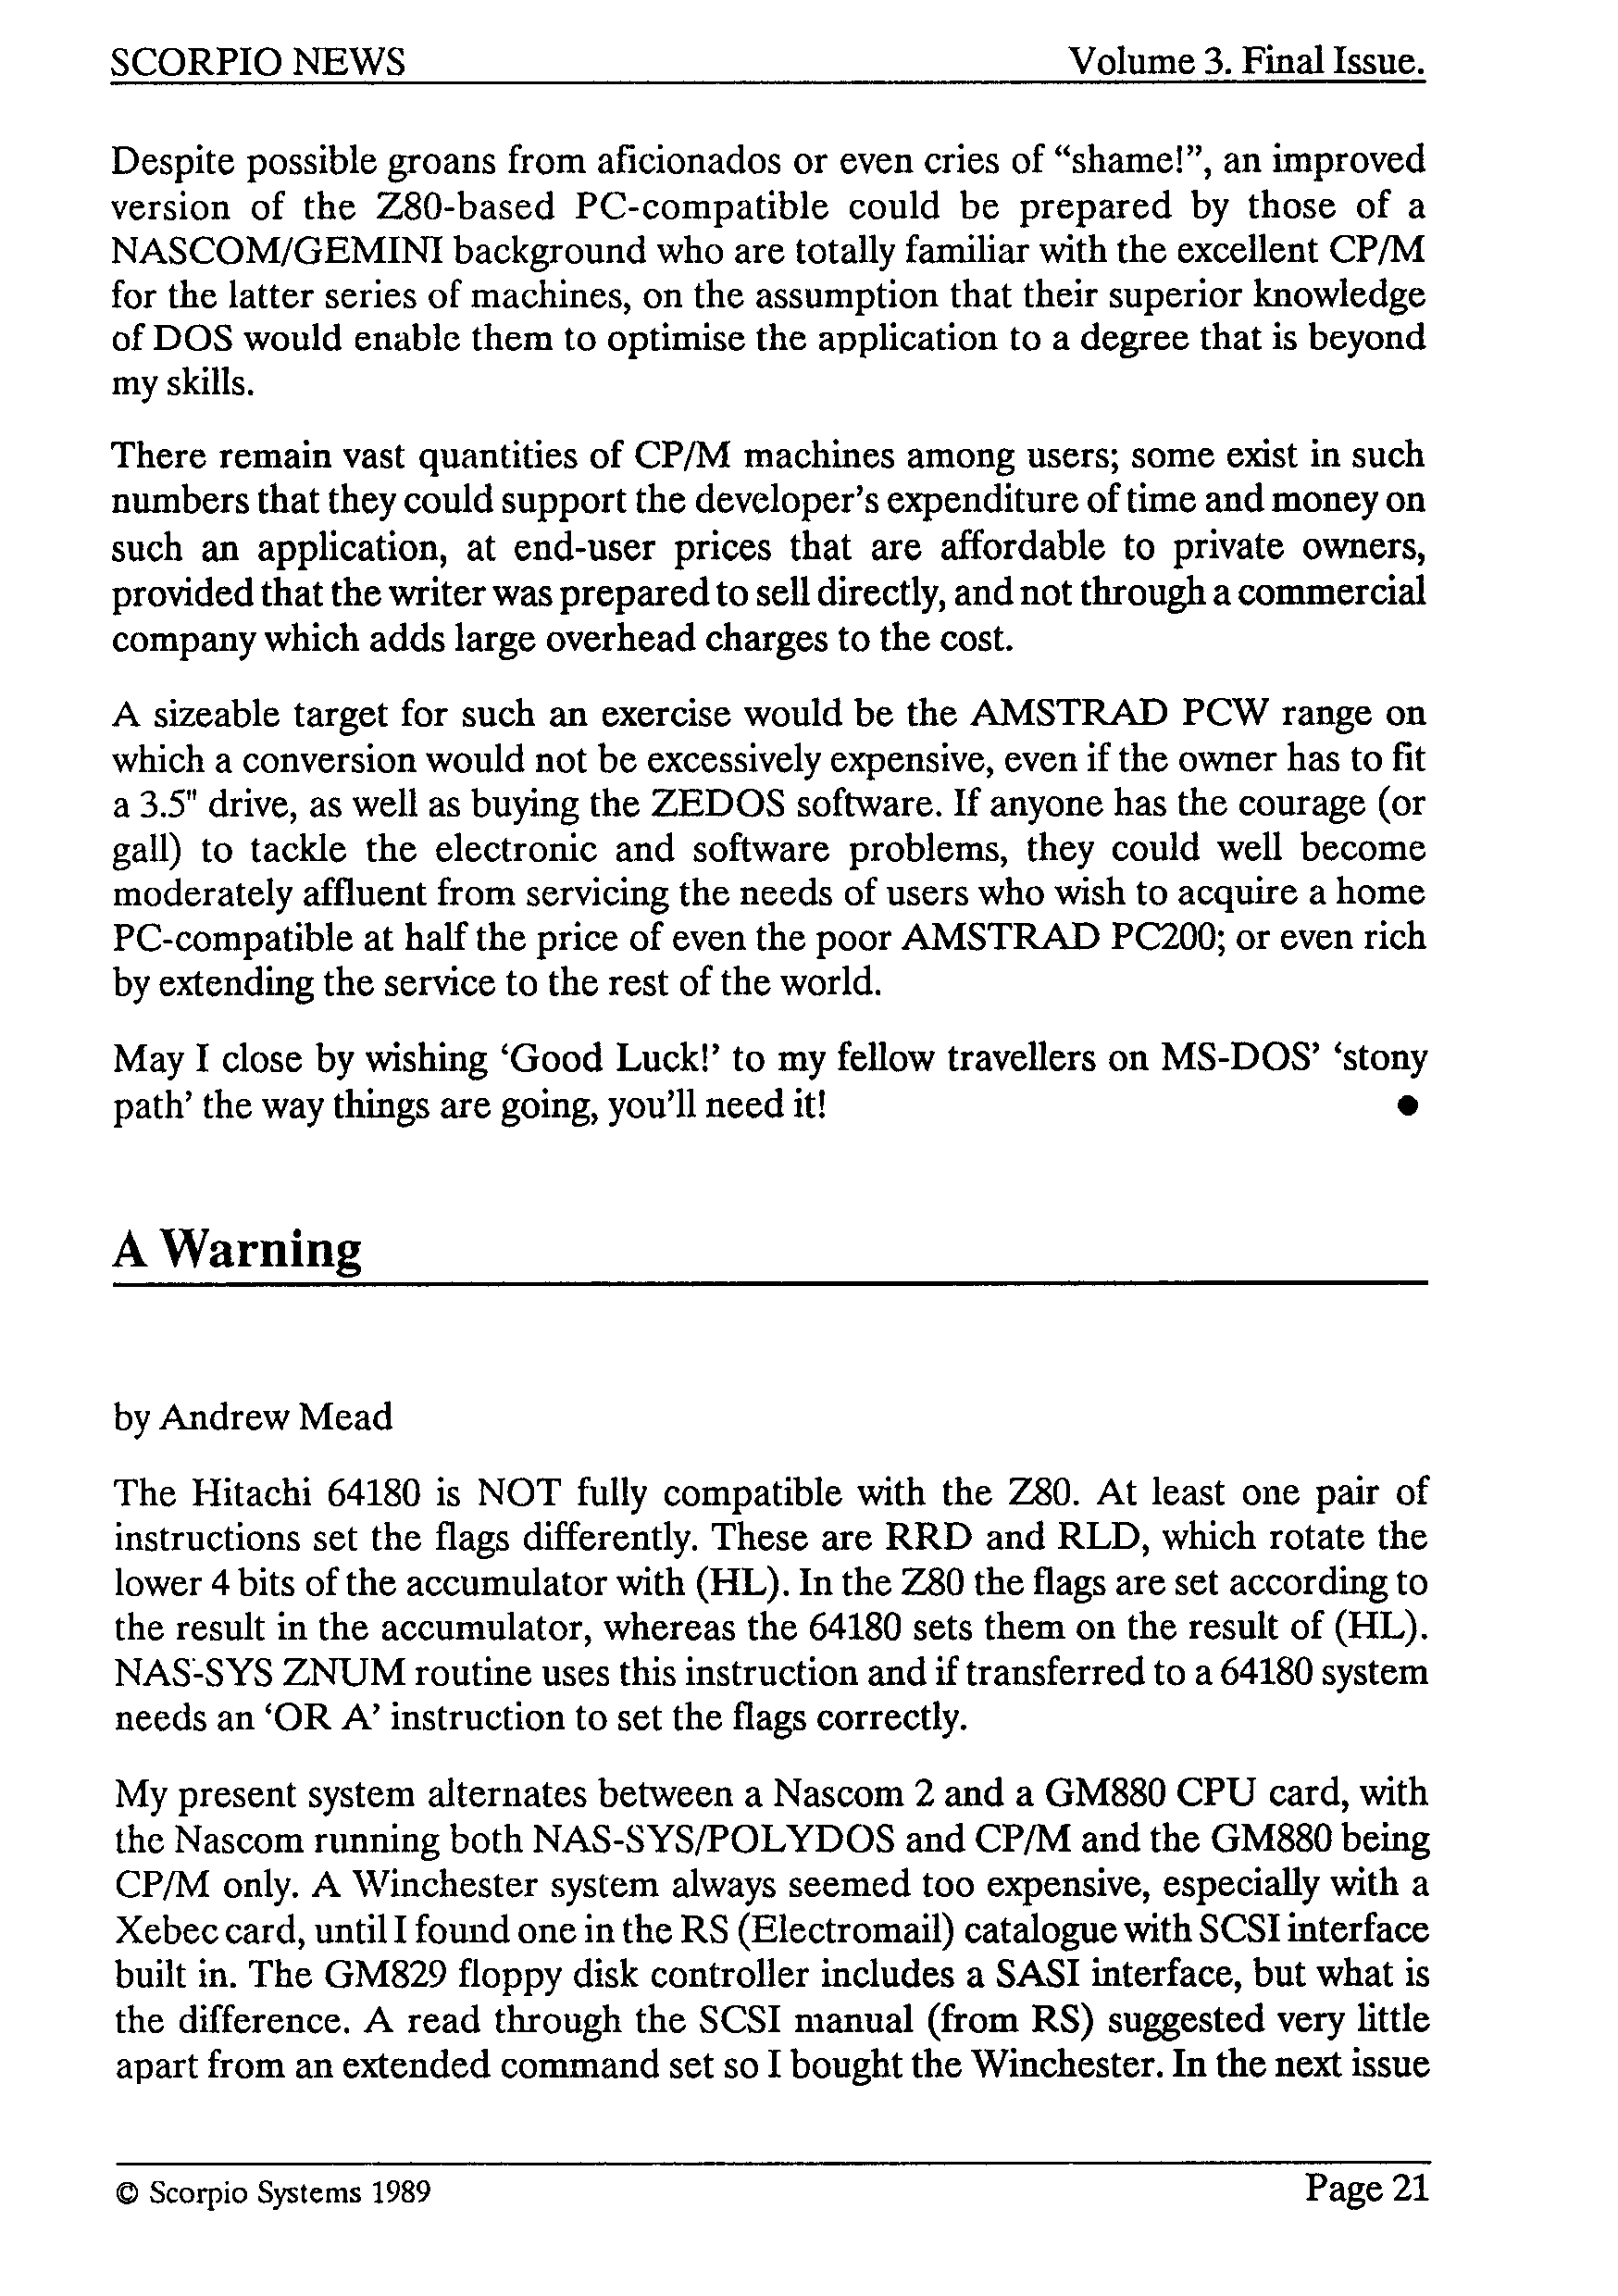 SCORPIO NEWS Volume 3. Final Issue.
Despite possible groans from aficionados or even cries of “shame!”, an improved
version of the Z80-based PC-compatible could be prepared by those of a
NASCOM/GEMINI background who are totally familiar with the excellent CP/M
for the latter series of machines, on the assumption that their superior knowledge
of DOS would enable them to optimise the application to a degree that is beyond
my skills.
There remain vast quantities of CP/M machines among users; some exist in such
numbers that they could support the developer’s expenditure of time and money on
such an application, at end-user prices that are affordable to private owners,
provided that the writer was prepared to sell directly, and not through a commercial
company which adds large overhead charges to the cost.
A sizeable target for such an exercise would be the AMSTRAD PCW range on
which a conversion would not be excessively expensive, even if the owner has to fit
a 3.5" drive, as well as buying the ZEDOS software. If anyone has the courage (or
gall) to tackle the electronic and software problems, they could well become
moderately affluent from servicing the needs of users who wish to acquire a home
PC-compatible at half the price of even the poor AMSTRAD PC200; or even rich
by extending the service to the rest of the world.
May I close by wishing ‘Good Luck!’ to my fellow travellers on MS-DOS’ ‘stony
path’ the way things are going, you’ll need it! ●
A Warning
by Andrew Mead
The Hitachi 64180 is NOT fully compatible with the Z80. At least one pair of
instructions set the flags differently. These are RRD and RLD, which rotate the
lower 4 bits of the accumulator with (HL). In the Z80 the flags are set according to
the result in the accumulator, whereas the 64180 sets them on the result of (HL).
NAS-SYS ZNUM routine uses this instruction and if transferred to a 64180 system
needs an ‘OR A’ instruction to set the flags correctly.
My present system alternates between a Nascom 2 and a GM880 CPU card, with
the Nascom running both NAS-SYS/POLYDOS and CP/M and the GM880 being
CP/M only. A Winchester system always seemed too expensive, especially with a
Xebec card, until I found one in the RS (Electromail) catalogue with SCSI interface
built in. The GM829 floppy disk controller includes a SASI interface, but what is
the difference. A read through the SCSI manual (from RS) suggested very little
apart from an extended command set so I bought the Winchester. In the next issue
© Scorpio Systems 1989 Page 21